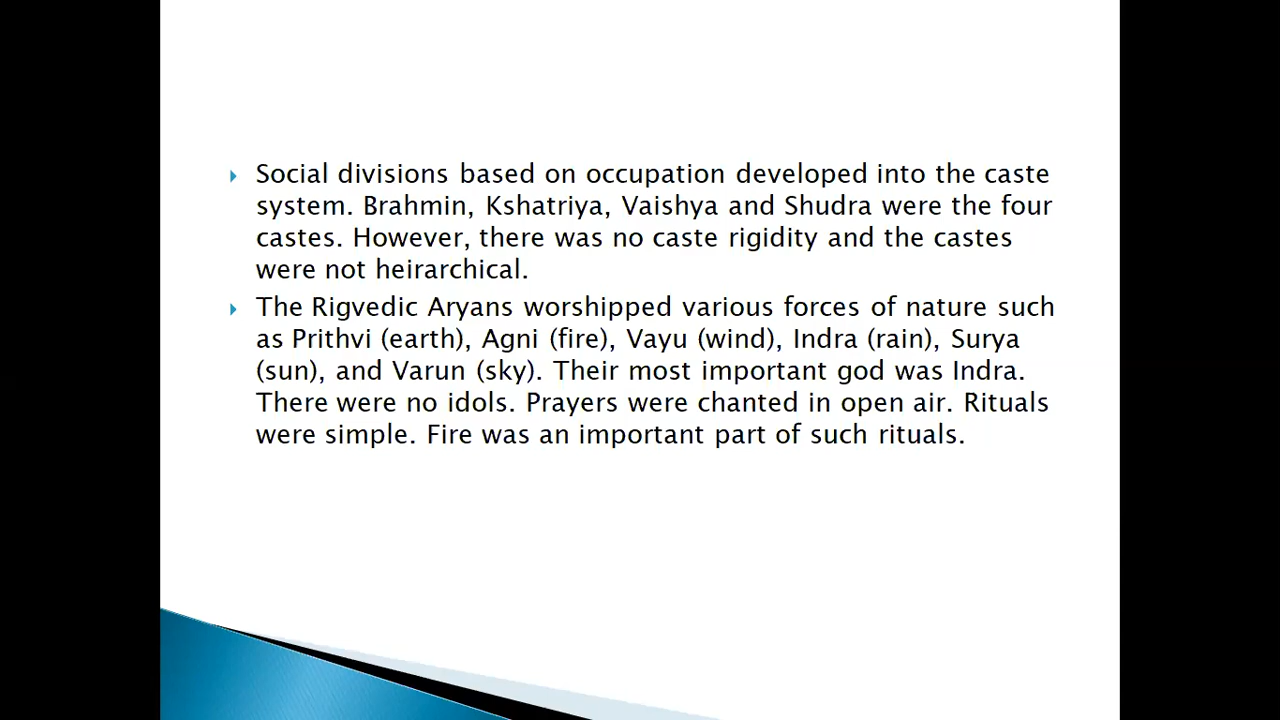 Social divisions based on occupation developed into the caste
system. Brahmin, Kshatriya, Vaishya and Shudra were the four
castes. However, there was no caste rigidity and the castes
were not heirarchical.
The Rigvedic Aryans worshipped various forces of nature such
as Prithvi (earth), Agni (fire), Vayu (wind), Indra (rain), Surya
(sun), and Varun (sky). Their most important god was Indra.
There were no idols. Prayers were chanted in open air. Rituals
were simple. Fire was an important part of such rituals.